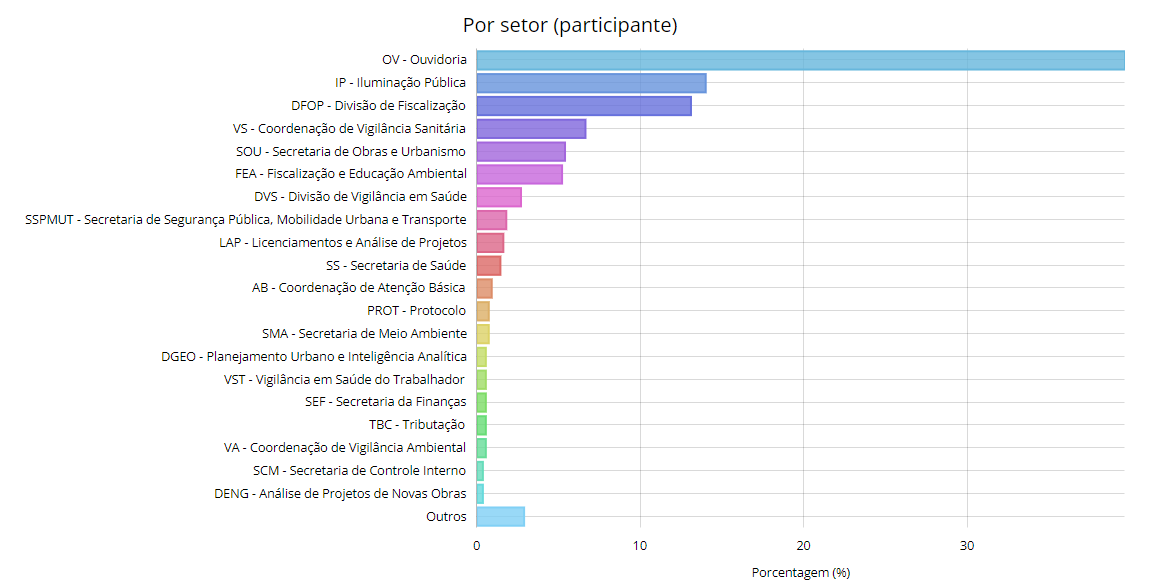 Por setor (participante)
OV - Ouvidoria
IP - Iluminação Pública
DFOP - Divisão de Fiscalização
VS - Coordenação de Vigilância Sanitária
SOU - Secretaria de Obras e Urbanismo
FEA - Fiscalização e Educação Ambiental
DVS - Divisão de Vigilância em Saúde
SSPMUT - Secretaria de Segurança Pública, Mobilidade Urbana e Transporte
LAP - Licenciamentos e Análise de Projetos
SS - Secretaria de Saúde
AB - Coordenação de Atenção Básica
PROT - Protocolo
SMA - Secretaria de Meio Ambiente
DGEO - Planejamento Urbano e Inteligência Analítica
VST - Vigilância em Saúde do Trabalhador
SEF - Secretaria da Finanças
TBC - Tributação
VA - Coordenação de Vigilância Ambiental
SCM - Secretaria de Controle Interno
DENG - Análise de Projetos de Novas Obras
Outros
0 10 20 30
Porcentagem (%)